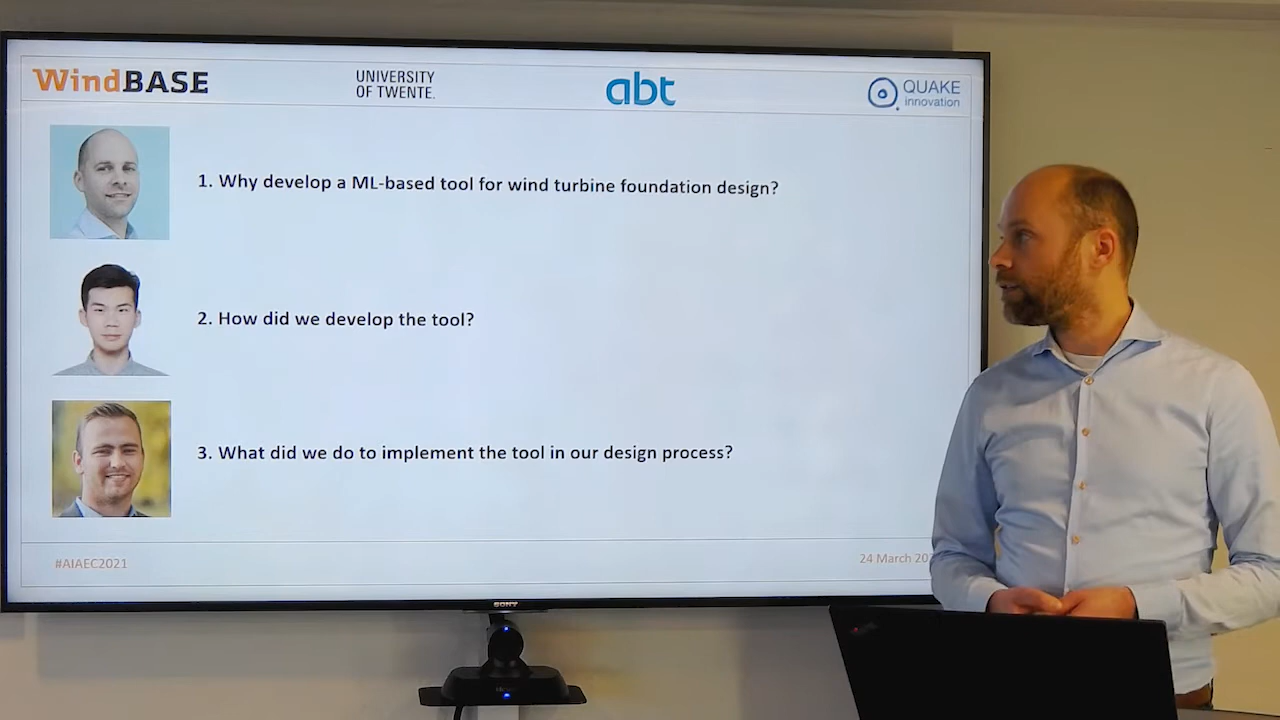 WindBASE
UNIVERSITY
OF TWENTE.
abt
QUAKE
innovation
1. Why develop a ML-based tool for wind turbine foundation design?
2. How did we develop the tool?
3. What did we do to implement the tool in our design process?
#AIAEC2021
24 March
SONY